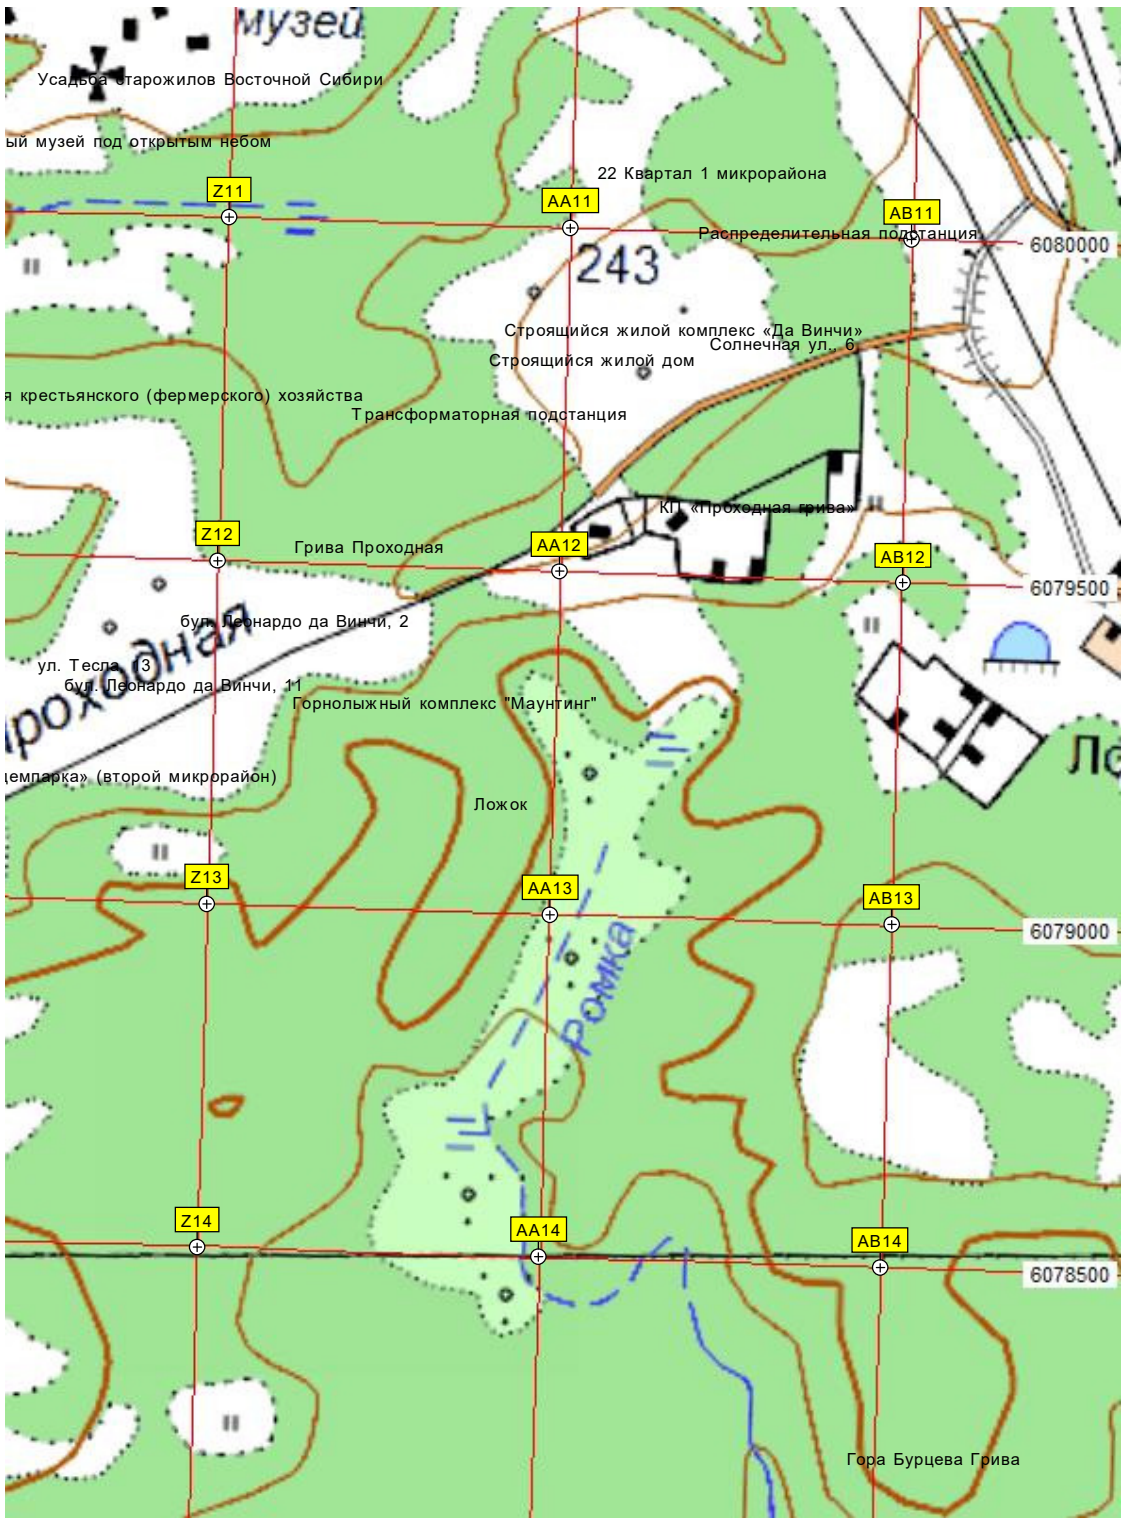 музей
Усадьба старожилов Восточной Сибири
ый музей под открытым небом
22 Квартал 1 микрорайона
Z11
AA11
AB11
Распределительная подстанция
6080000
243
Строящийся жилой комплекс «Да Винчи»
Солнечная ул., 6
Строящийся жилой дом
я крестьянского (фермерского) хозяйства
Трансформаторная подстанция
КП «Проходная грива»
Z12
AA12
AB12
Грива Проходная
6079500
бул. Леонардо да Винчи, 2
роходная
ул. Тесла, 13
бул. Леонардо да Винчи, 11
Горнолыжный комплекс "Маунтинг"
Ло
цемпарка» (второй микрорайон)
Ложок
Z13
AA13
AB13
6079000
Ромка
Z14
AA14
AB14
6078500
Гора Бурцева Грива